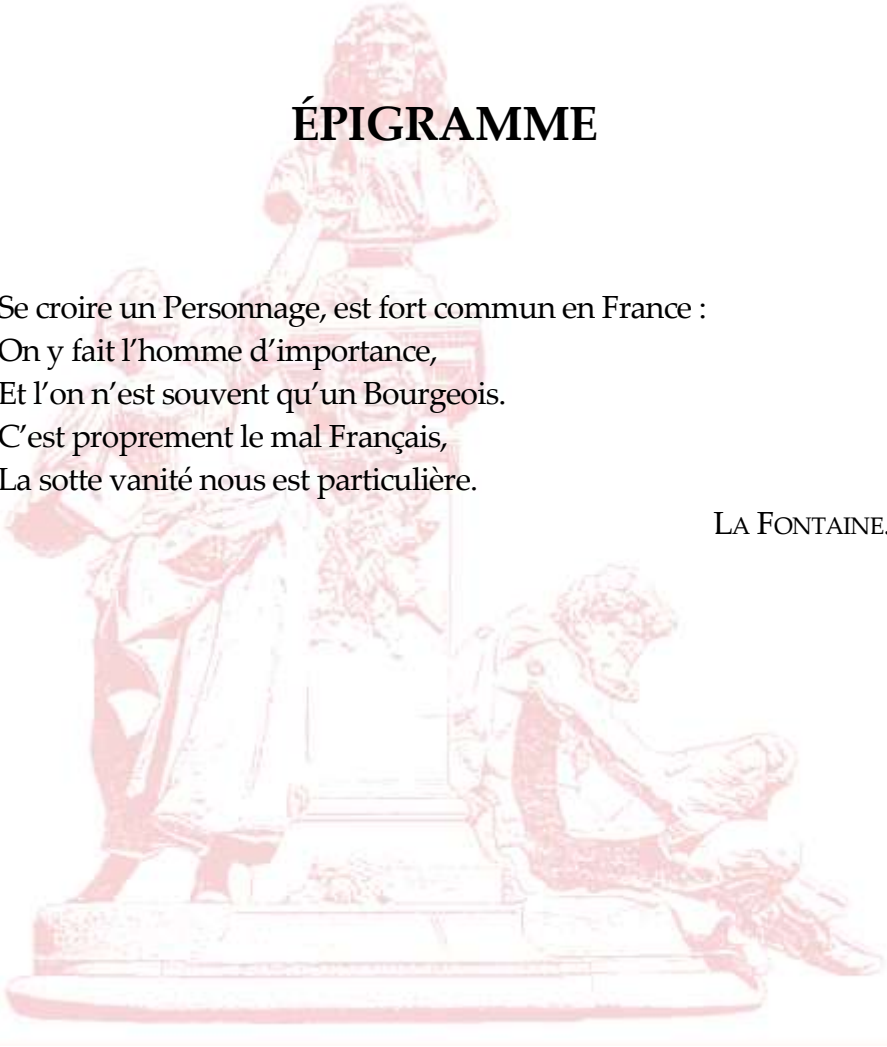 ÉPIGRAMME
Se croire un Personnage, est fort commun en France :
On y fait l’homme d’importance,
Et l’on n’est souvent qu’un Bourgeois.
C’est proprement le mal Français,
La sotte vanité nous est particulière.
LA FONTAINE.